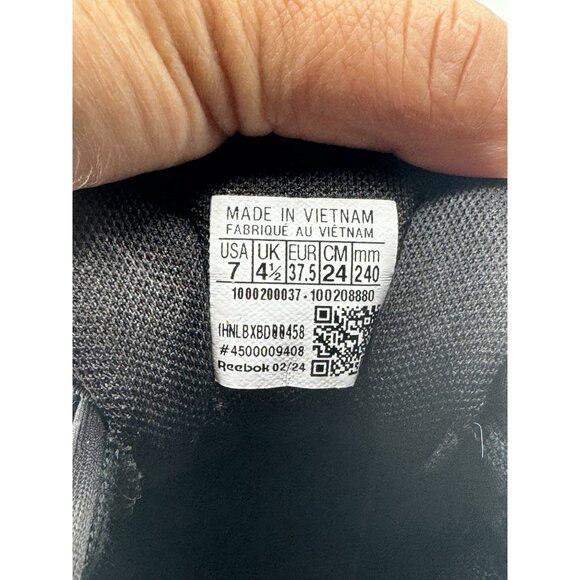 MADE IN VIETNAM
FABRIQUÉ AU VIÊTNAM
USA UK EUR CM mm
7 4½ 37.5 24 240
1000200037 · 100208880
#4500009408
Reebok 02/24